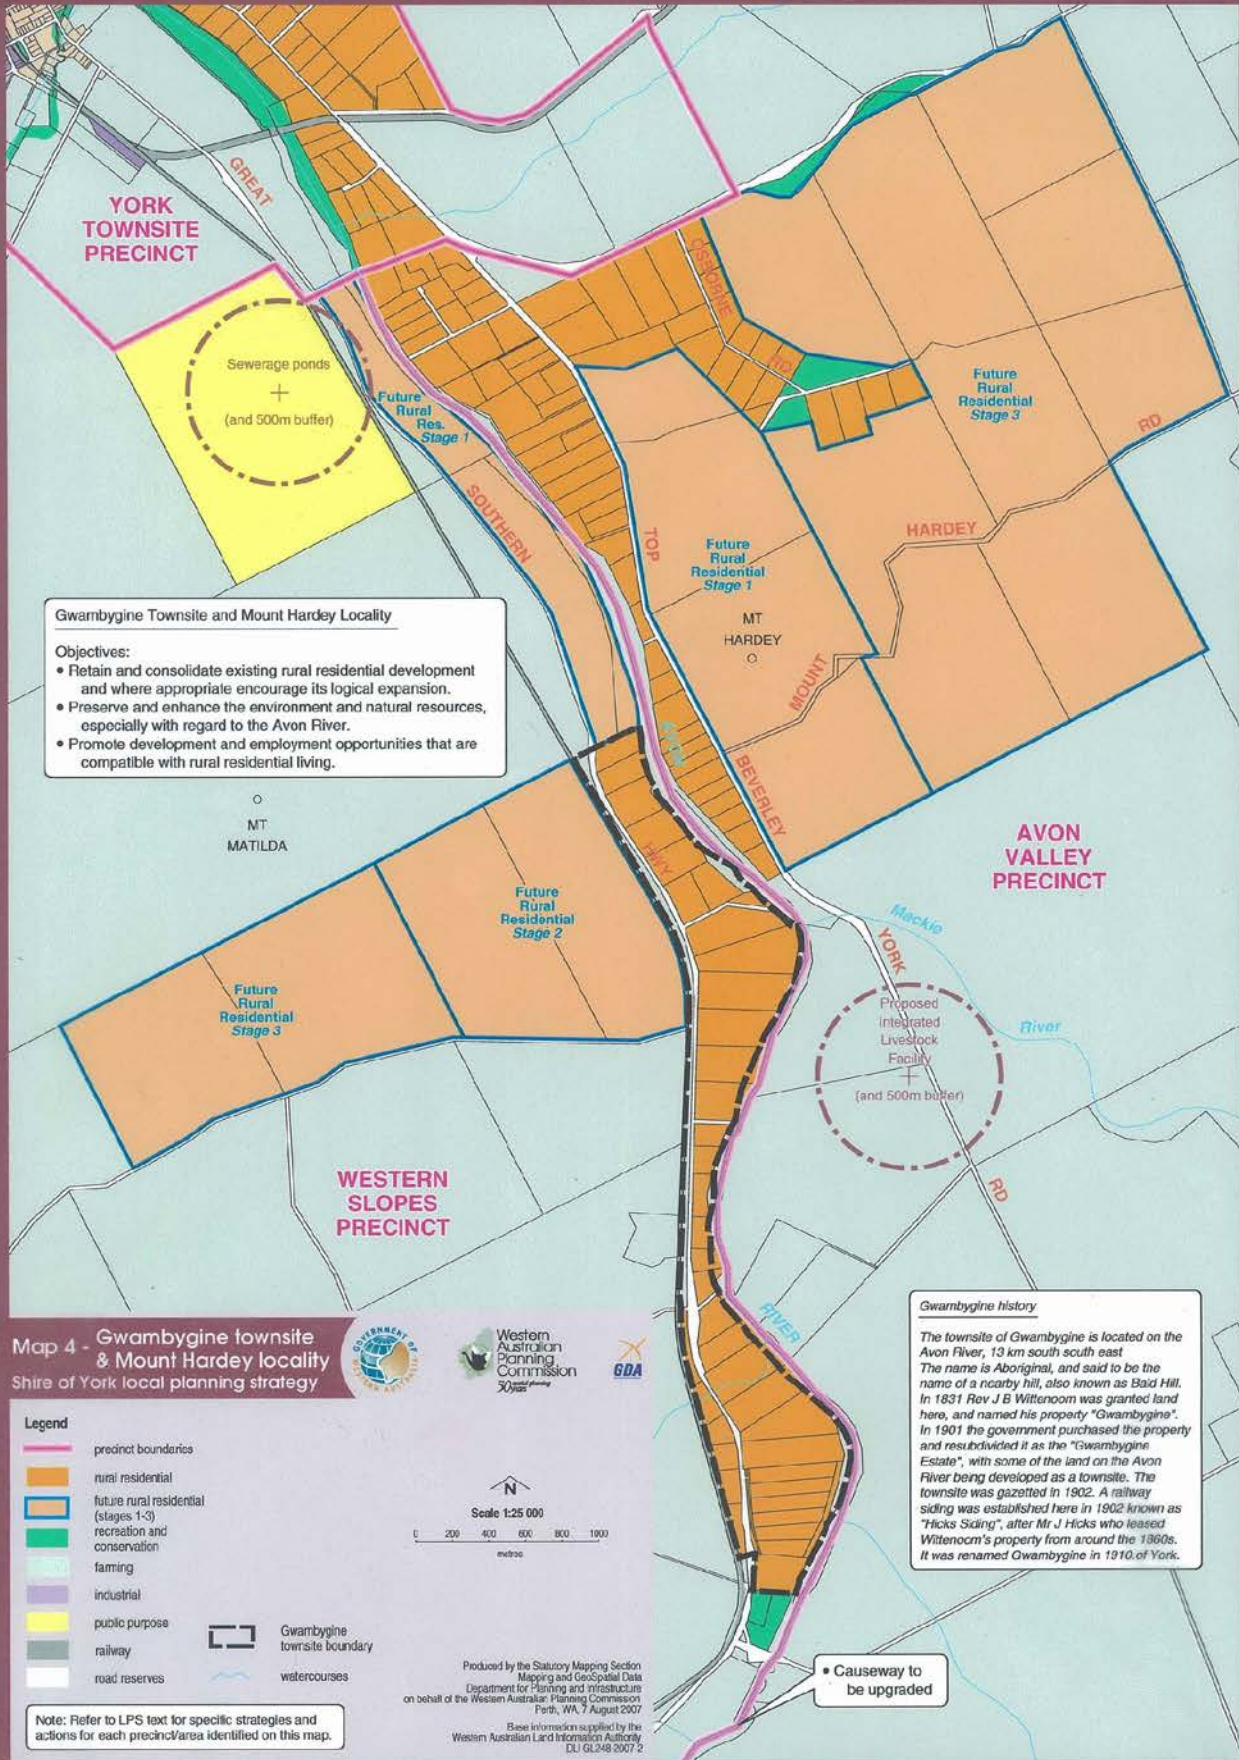 YORK
TOWNSITE
PRECINCT
GREAT
Sewerage ponds
(and 500m buffer)
Future
Rural
Res.
Stage 1
SOUTHERN
OSBORNE
RD
Future
Rural
Residential
Stage 3
RD
HARDEY
TOP
Future
Rural
Residential
Stage 1
MT
HARDEY
MOUNT
Gwambygine Townsite and Mount Hardey Locality
Objectives:
• Retain and consolidate existing rural residential development
and where appropriate encourage its logical expansion.
• Preserve and enhance the environment and natural resources,
especially with regard to the Avon River.
• Promote development and employment opportunities that are
compatible with rural residential living.
MT
MATILDA
AVON
BEVERLEY
HWY
AVON
VALLEY
PRECINCT
Future
Rural
Residential
Stage 2
Future
Rural
Residential
Stage 3
Mackie
River
YORK
Proposed
Integrated
Livestock
Facility
(and 500m buffer)
RD
WESTERN
SLOPES
PRECINCT
RIVER
Gwambygine history
The townsite of Gwambygine is located on the
Avon River, 13 km south south east
The name is Aboriginal, and said to be the
name of a nearby hill, also known as Bald Hill.
In 1831 Rev J B Wittenoom was granted land
here, and named his property "Gwambygine".
In 1901 the government purchased the property
and resubdivided it as the "Gwambygine
Estate", with some of the land on the Avon
River being developed as a townsite. The
townsite was gazetted in 1902. A railway
siding was established here in 1902 known as
"Hicks Siding", after Mr J Hicks who leased
Wittenoom's property from around the 1860s.
It was renamed Gwambygine in 1910.of York.
Map 4 - Gwambygine townsite
& Mount Hardey locality
Shire of York local planning strategy
GOVERNMENT OF
WESTERN AUSTRALIA
Western
Australian
Planning
Commission
GDA
Legend
precinct boundaries
rural residential
future rural residential
(stages 1-3)
recreation and
conservation
farming
industrial
public purpose
railway
road reserves
Gwambygine
townsite boundary
watercourses
N
Scale 1:25 000
0 200 400 600 800 1000
metres
Note: Refer to LPS text for specific strategies and
actions for each precinct/area identified on this map.
Produced by the Statutory Mapping Section
Mapping and GeoSpatial Data
Department for Planning and Infrastructure
on behalf of the Western Australian Planning Commission
Perth, WA, 7 August 2007
Base information supplied by the
Western Australian Land Information Authority
DLI GL248-2007-2
• Causeway to
be upgraded